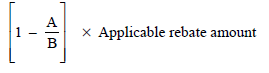 [1 − A/B] × Applicable rebate amount